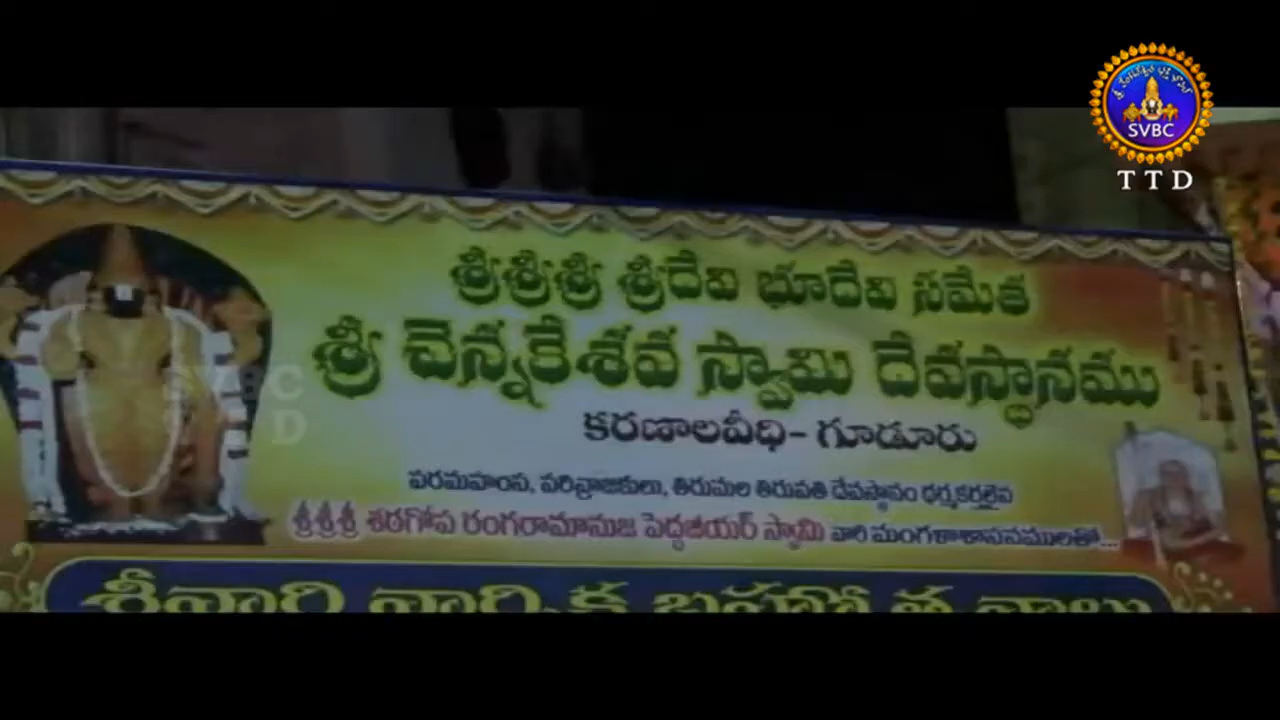 SVBC
T T D
శ్రీశ్రీశ్రీ శ్రీదేవి భూదేవి సమేత
శ్రీ చెన్నకేశవ స్వామి దేవస్థానము
కరణాలవీధి- గూడూరు
పరమహంస, పరివ్రాజకులు, తిరుమల తిరుపతి దేవస్థానం ధర్మకర్తలైన
శ్రీశ్రీశ్రీ శఠగోప రంగరామానుజ పెద్దజీయర్ స్వామి వారి మంగళాశాసనములతో...
శ్రీవారి వార్షిక బ్రహ్మోత్సవాలు